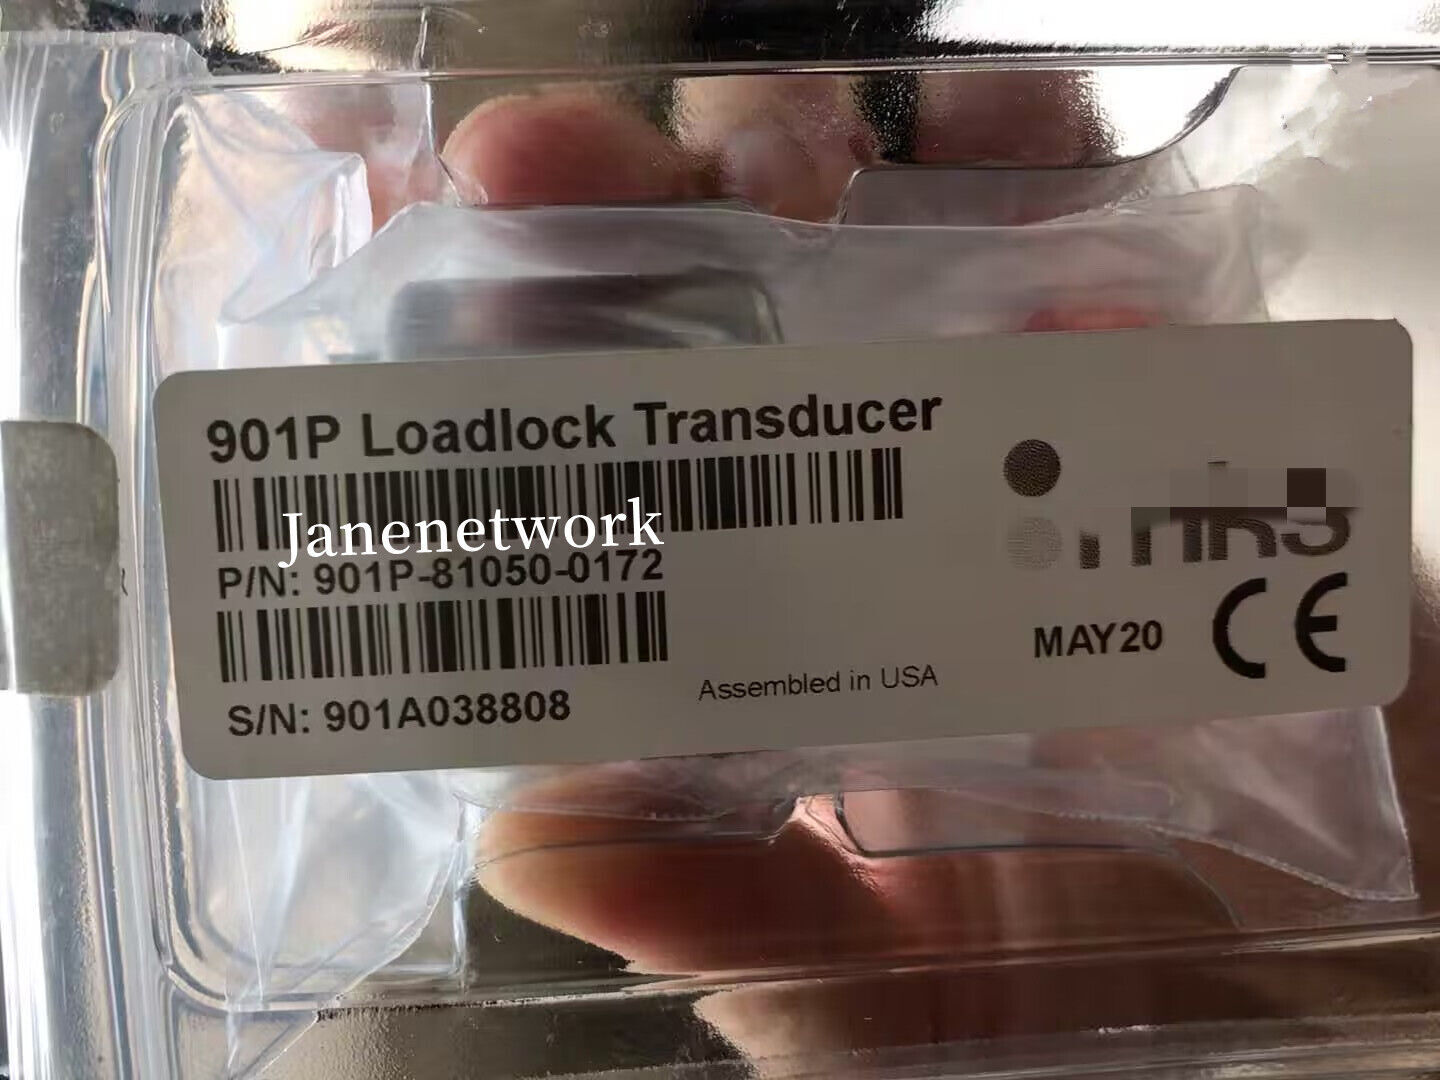 901P Loadlock Transducer
Janenetwork
P/N: 901P-81050-0172
S/N: 901A038808
Assembled in USA
MAY20
CE